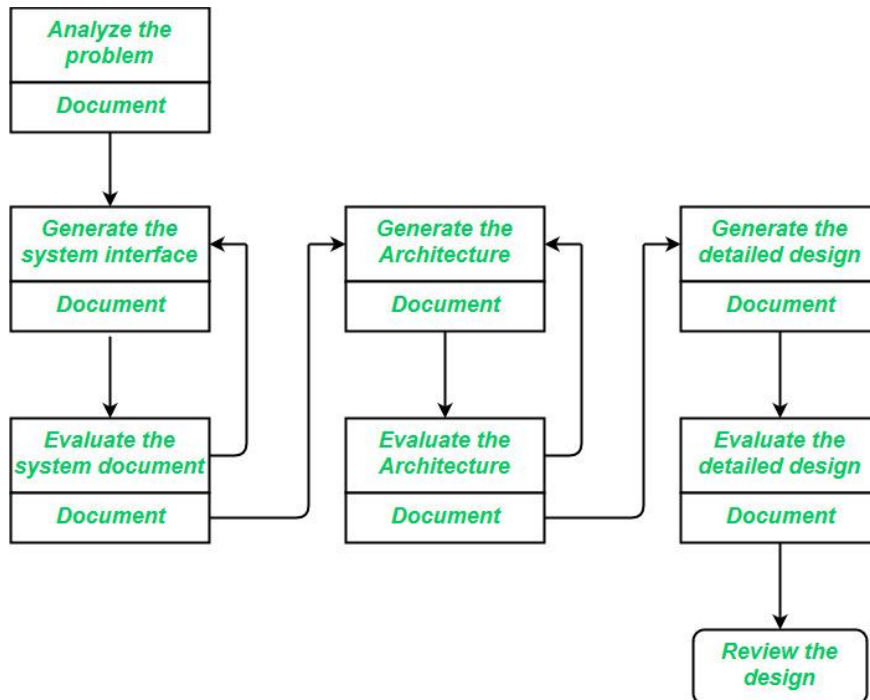 Analyze the
problem
Document
Generate the
system interface
Document
Evaluate the
system document
Document
Generate the
Architecture
Document
Evaluate the
Architecture
Document
Generate the
detailed design
Document
Evaluate the
detailed design
Document
Review the
design